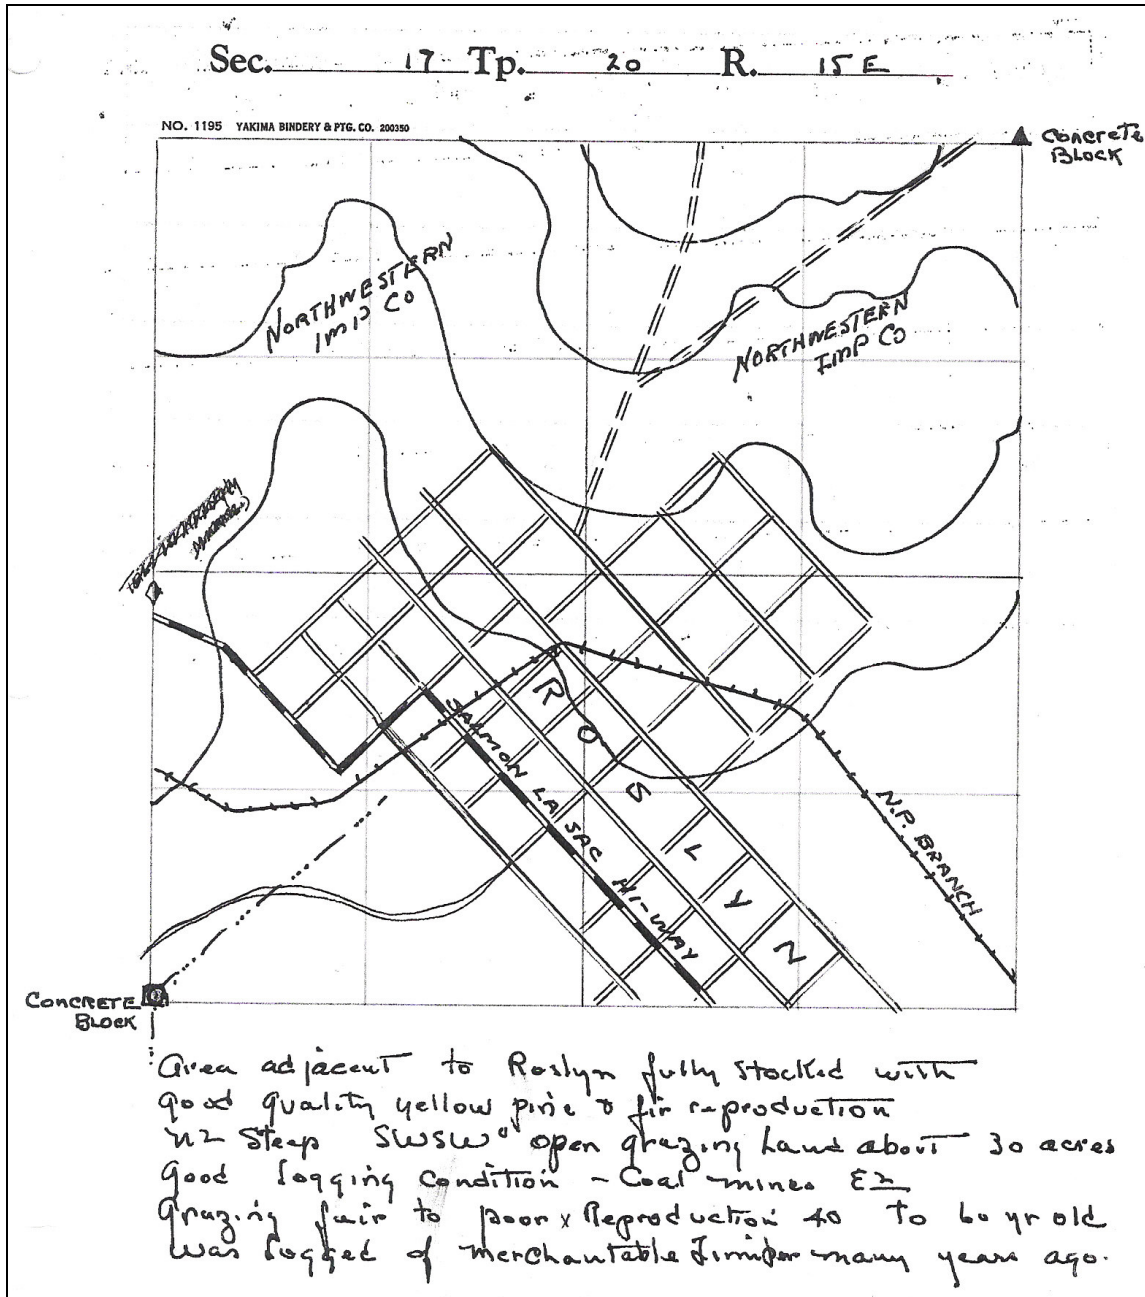 Sec. 17 Tp. 20 R. 15 E
NO. 1195 YAKIMA BINDERY & PTG. CO. 200350
CONCRETE
BLOCK
NORTHWESTERN
IMP CO
NORTHWESTERN
IMP CO
ROSLYN
SALMON LA SAC HI-WAY
N.P. BRANCH
CONCRETE
BLOCK
Area adjacent to Roslyn fully stocked with
good quality yellow pine & fir reproduction
N2 Steep SWSW" open grazing land about 30 acres
Good logging condition - Coal mines E2
Grazing fair to poor x Reproduction 40 to 60 yr old
was logged of merchantable timber many years ago.